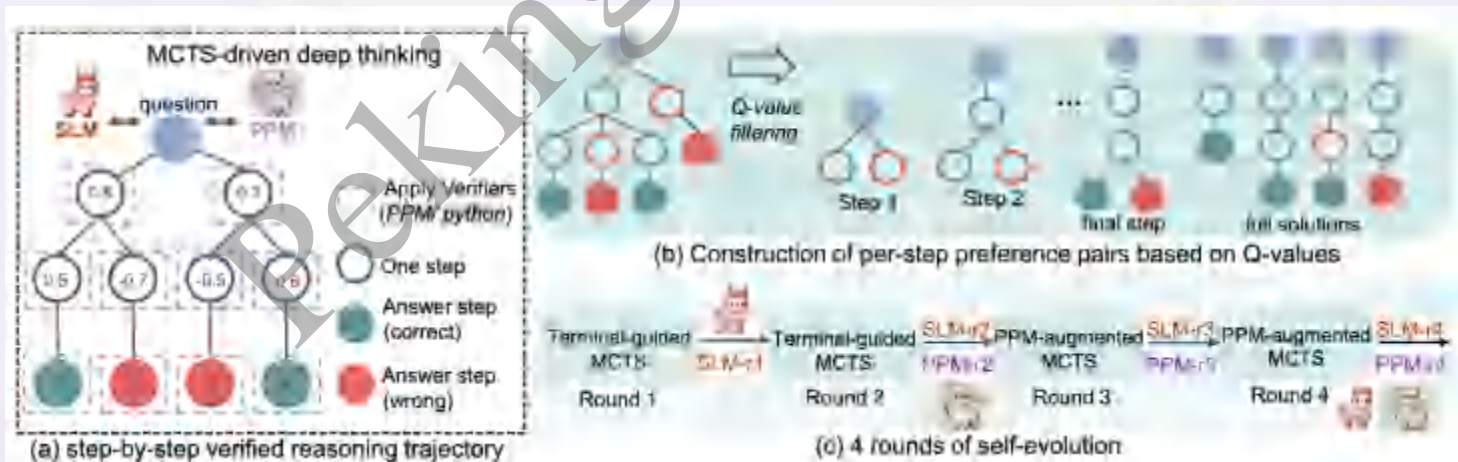 MCTS-driven deep thinking
question
SLM
PPM
Apply Verifiers
(PPM/ python)
One step
Answer step
(correct)
Answer step
(wrong)
(a) step-by-step verified reasoning trajectory
Q-value
filtering
...
Step 1
Step 2
final step
full solutions
(b) Construction of per-step preference pairs based on Q-values
Terminal-guided
MCTS
Round 1
SLM-r1
Terminal-guided
MCTS
Round 2
SLM-r2
PPM-augmented
MCTS
Round 3
SLM-r3
PPM-r3
PPM-augmented
MCTS
Round 4
SLM-r4
PPM-r4
(c) 4 rounds of self-evolution
Peking